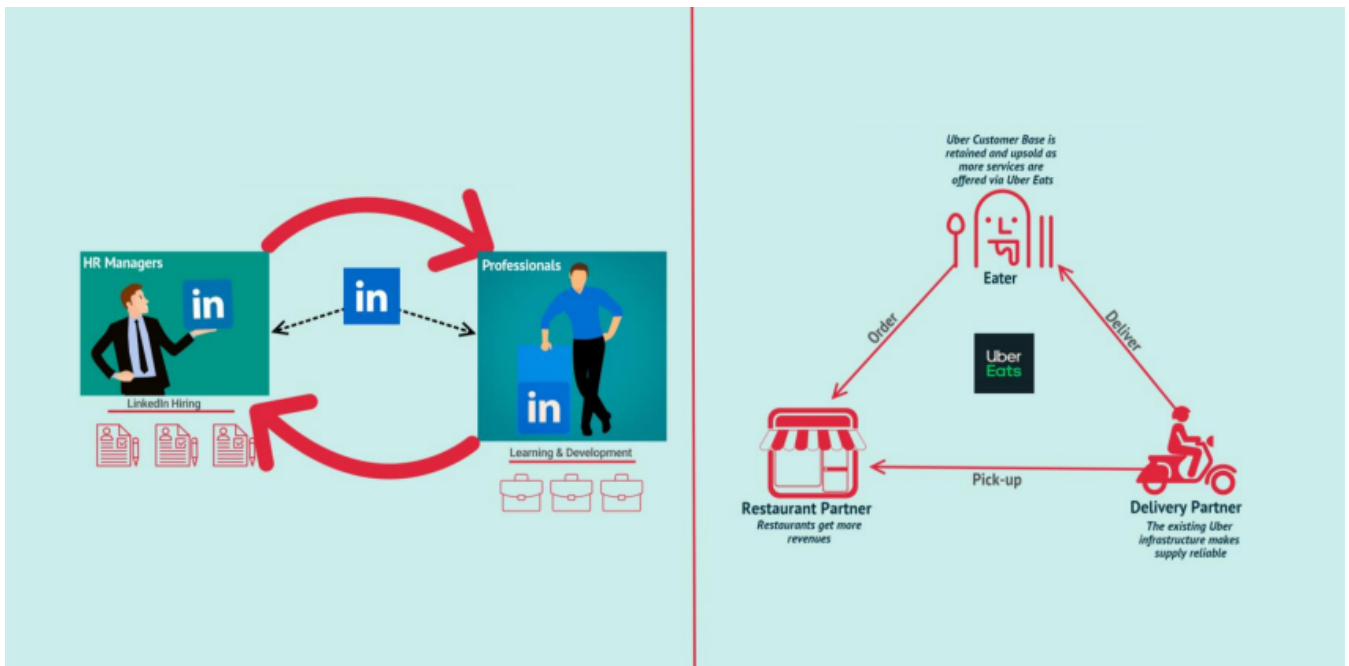 HR Managers
in
LinkedIn Hiring
in
Professionals
in
Learning & Development
Uber Customer Base is
retained and upsold as
more services are
offered via Uber Eats
Eater
Order
Deliver
Uber
Eats
Pick-up
Restaurant Partner
Restaurants get more
revenues
Delivery Partner
The existing Uber
infrastructure makes
supply reliable